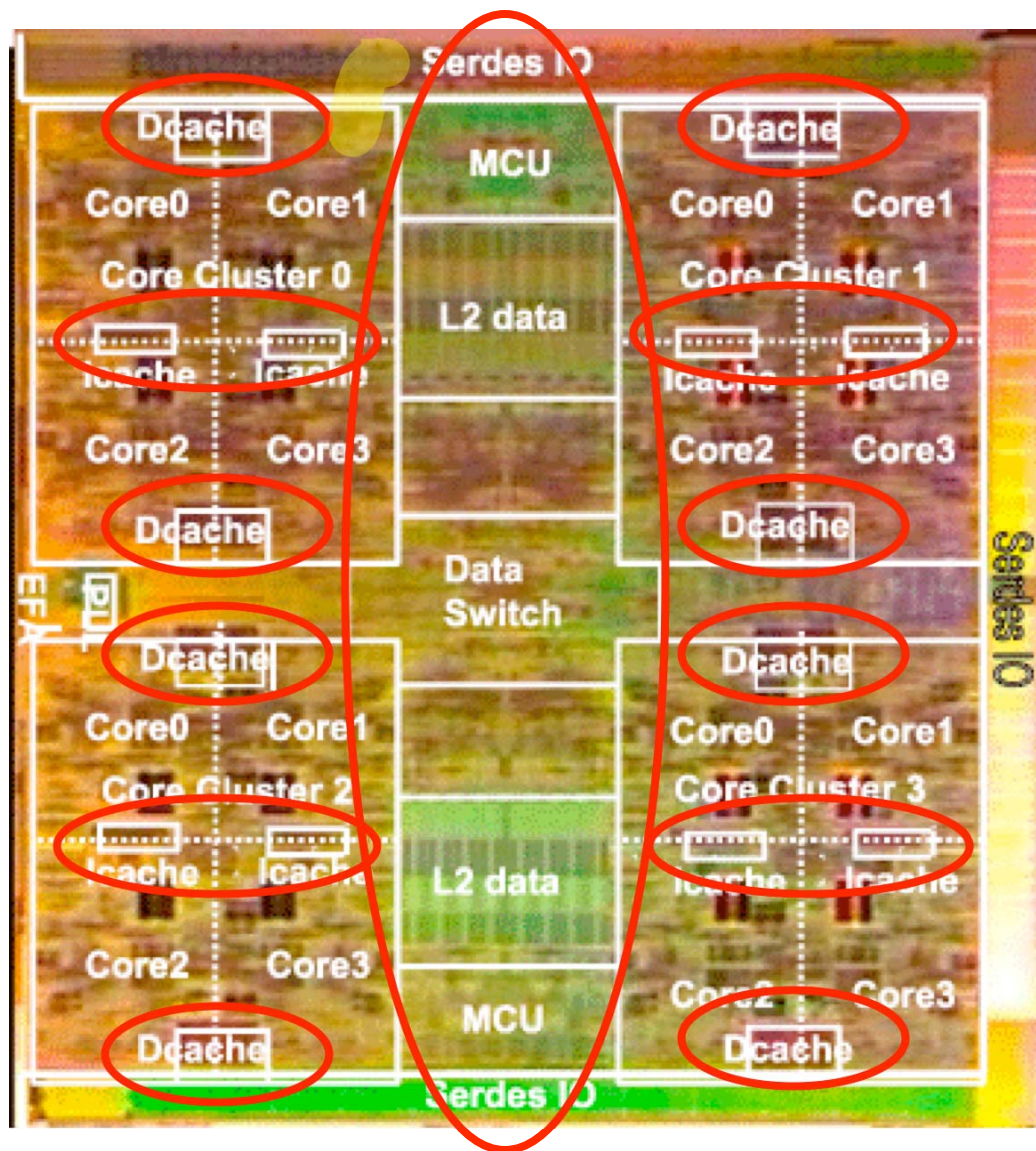 Serdes IO
Dcache
Core0 Core1
Core Cluster 0
Icache Icache
Core2 Core3
Dcache
MCU
L2 data
Dcache
Core0 Core1
Core Cluster 1
Icache Icache
Core2 Core3
Dcache
Data
Switch
EFA
PLL
Serdes IO
Dcache
Core0 Core1
Core Cluster 2
Icache Icache
Core2 Core3
Dcache
L2 data
MCU
Dcache
Core0 Core1
Core Cluster 3
Icache Icache
Core2 Core3
Dcache
Serdes IO